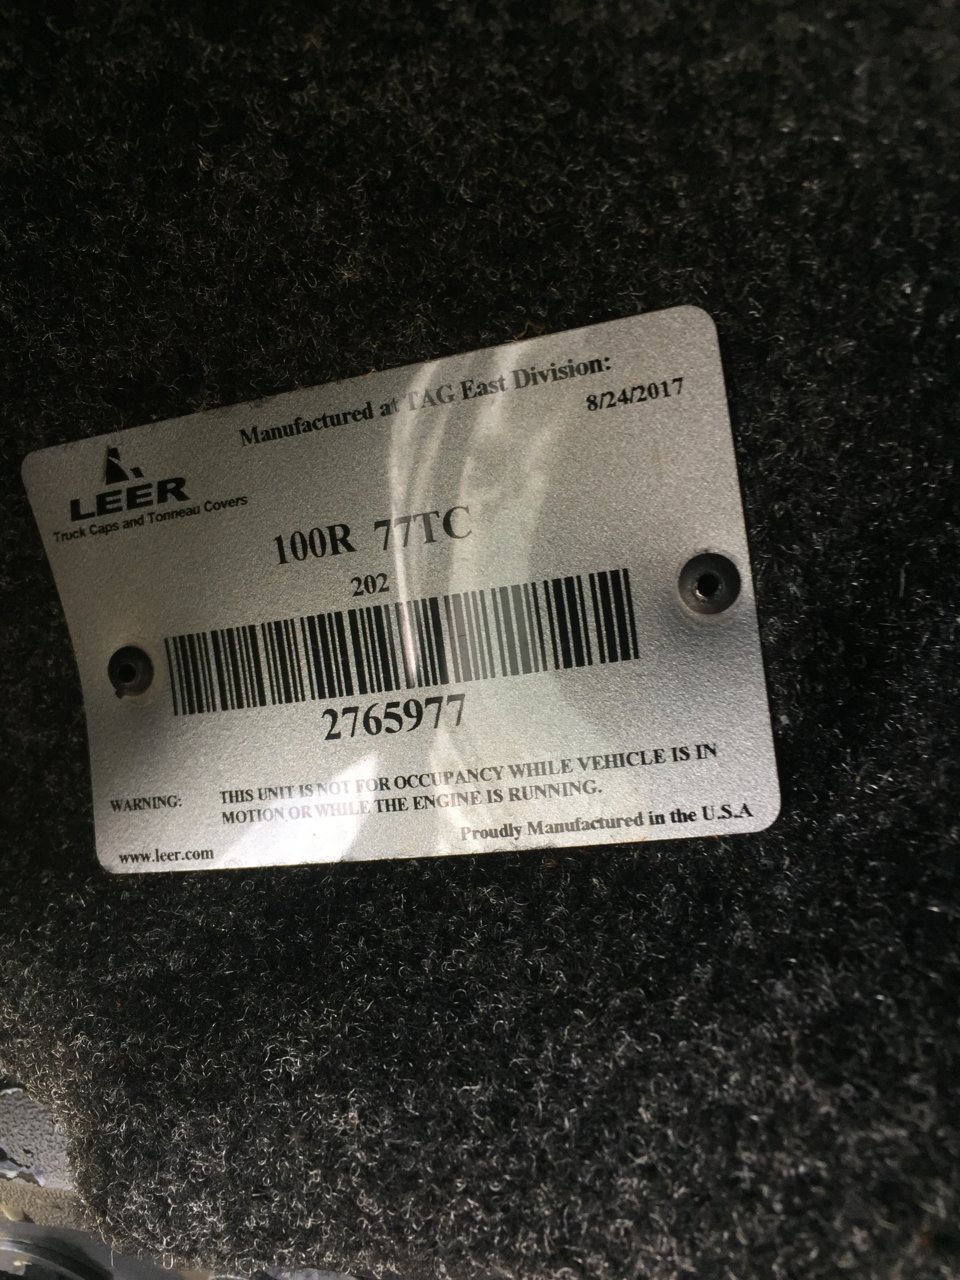 Manufactured at TAG East Division:
8/24/2017
LEER
Truck Caps and Tonneau Covers
100R 77TC
202
2765977
WARNING: THIS UNIT IS NOT FOR OCCUPANCY WHILE VEHICLE IS IN
MOTION OR WHILE THE ENGINE IS RUNNING.
Proudly Manufactured in the U.S.A
www.leer.com